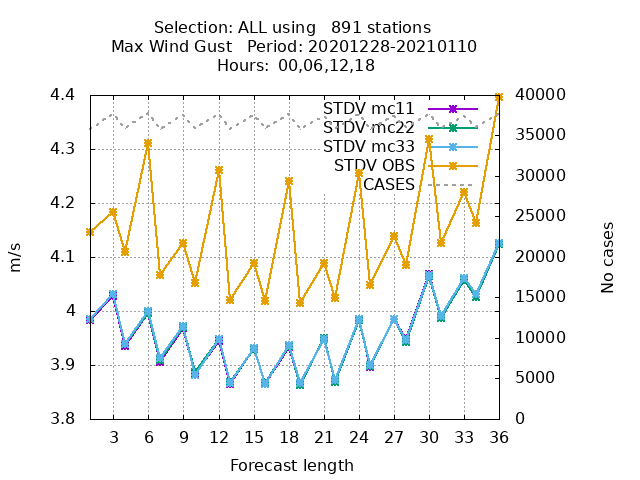 Selection: ALL using   891 stations
Max Wind Gust   Period: 20201228-20210110
Hours:  00,06,12,18
4.4
4.3
4.2
4.1
4
3.9
3.8
m/s
STDV mc11
STDV mc22
STDV mc33
STDV OBS
CASES
40000
35000
30000
25000
20000
15000
10000
5000
0
No cases
3 6 9 12 15 18 21 24 27 30 33 36
Forecast length